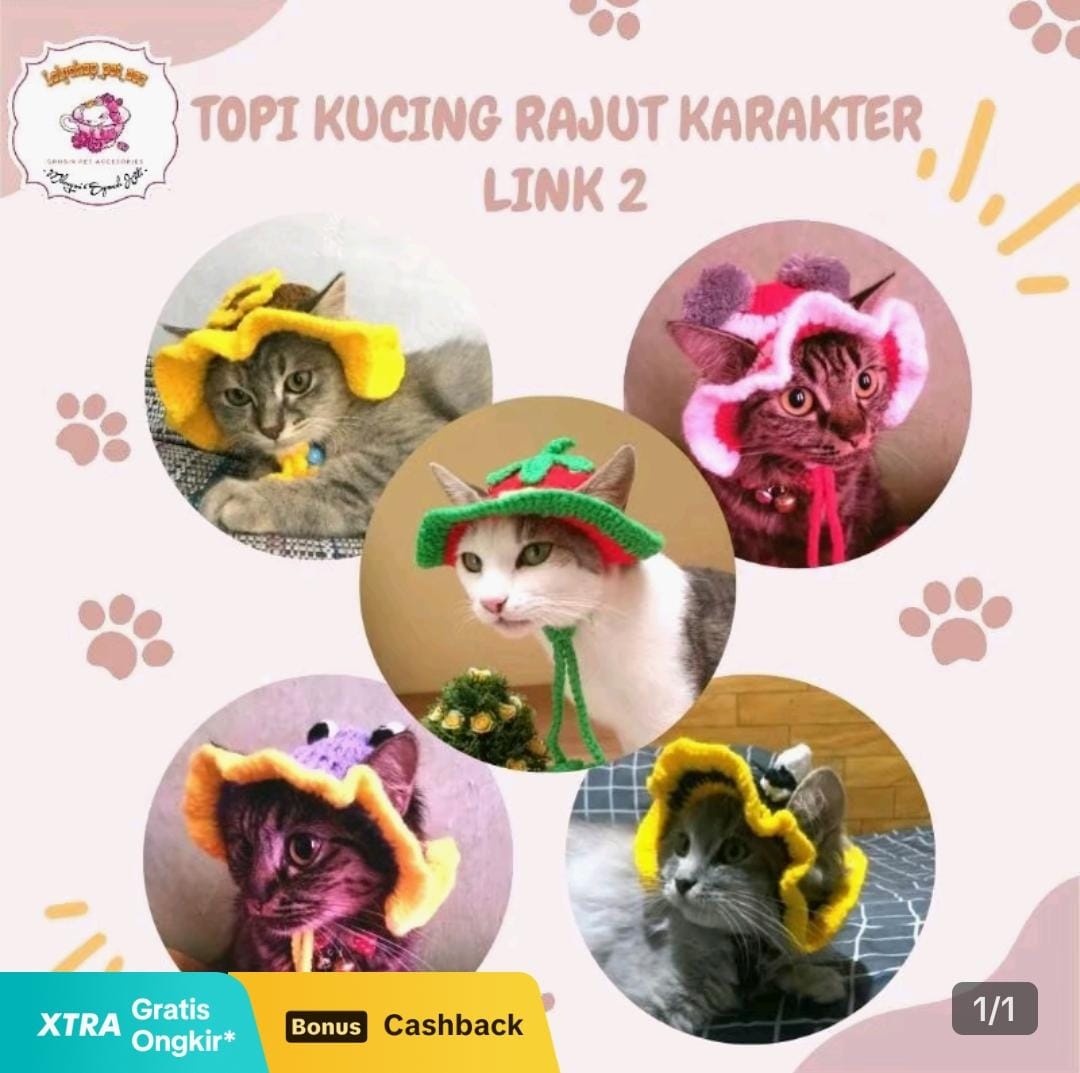 TOPI KUCING RAJUT KARAKTER
LINK 2
XTRA Gratis
Ongkir*
Bonus Cashback
1/1